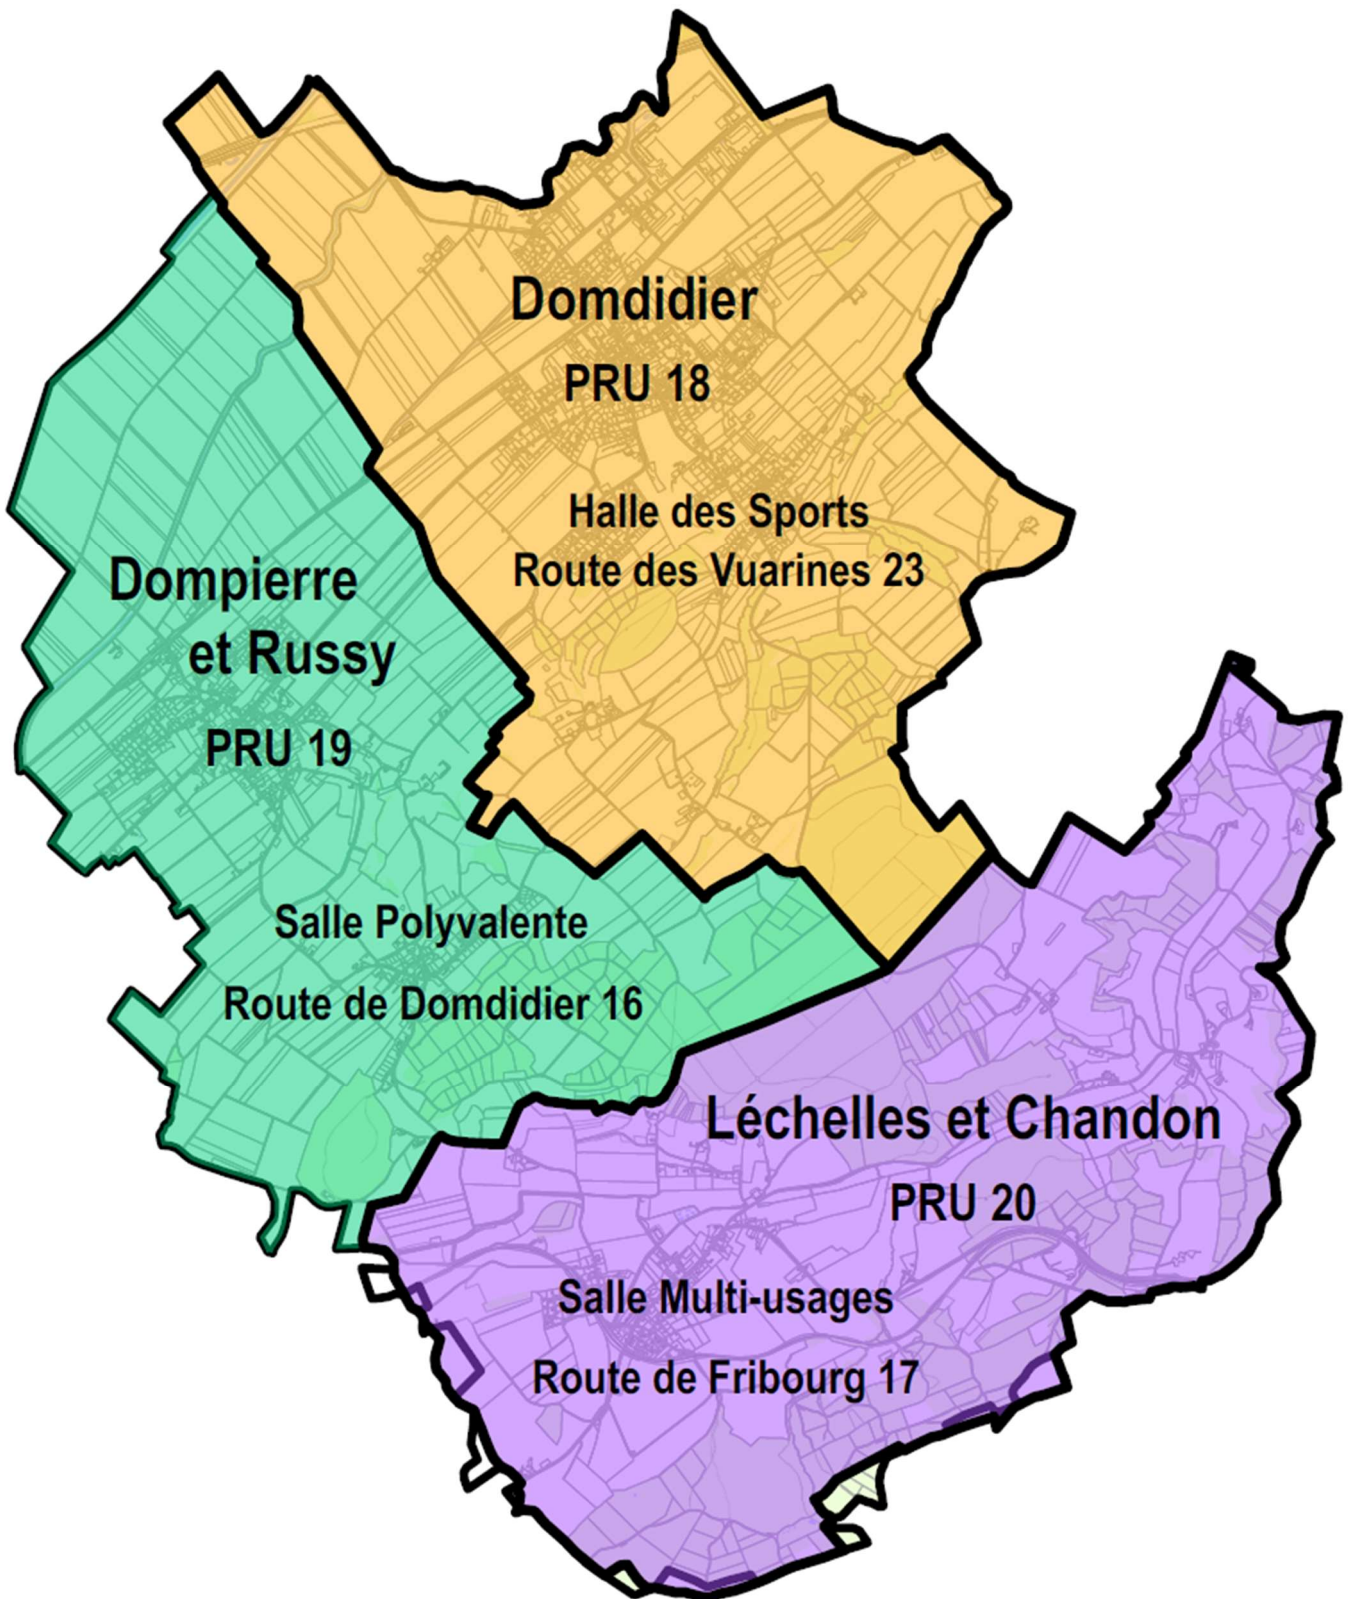 Domdidier
PRU 18
Halle des Sports
Route des Vuarines 23
Dompierre
et Russy
PRU 19
Salle Polyvalente
Route de Domdidier 16
Léchelles et Chandon
PRU 20
Salle Multi-usages
Route de Fribourg 17